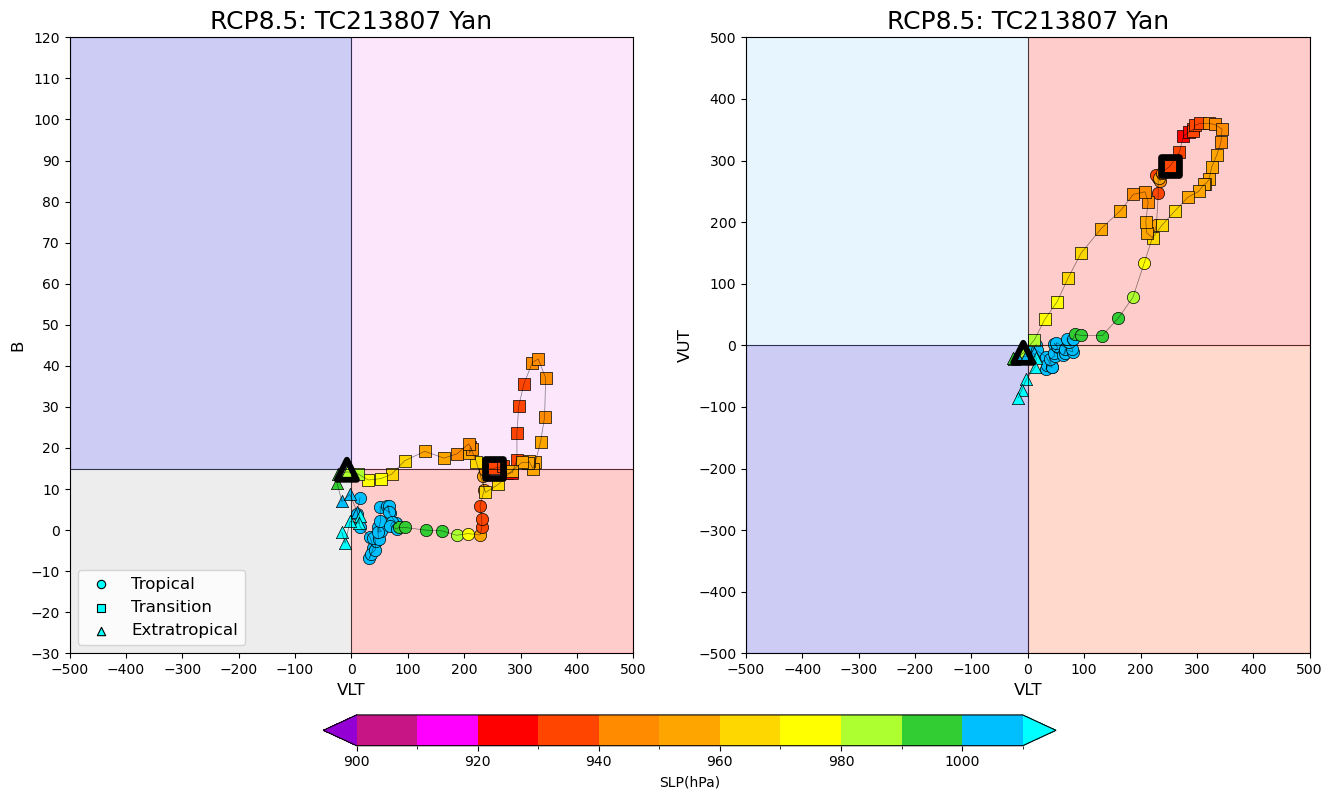 RCP8.5: TC213807 Yan
RCP8.5: TC213807 Yan
120
110
100
90
80
70
60
50
40
30
20
10
0
−10
−20
−30
B
−500 −400 −300 −200 −100 0 100 200 300 400 500
VLT
Tropical
Transition
Extratropical
500
400
300
200
100
0
−100
−200
−300
−400
−500
VUT
−500 −400 −300 −200 −100 0 100 200 300 400 500
VLT
900 920 940 960 980 1000
SLP(hPa)